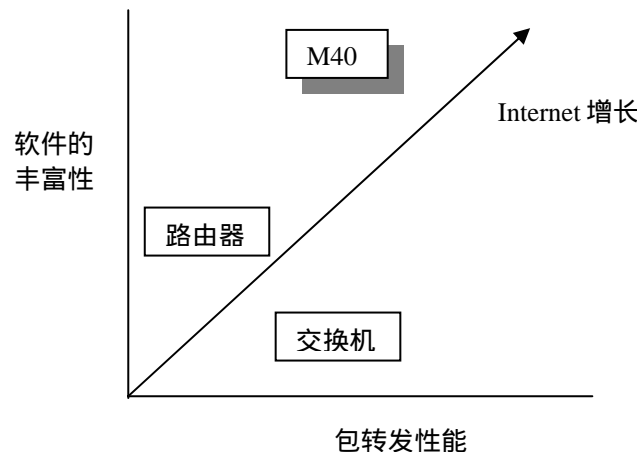 M40
Internet 增长
软件的
丰富性
路由器
交换机
包转发性能